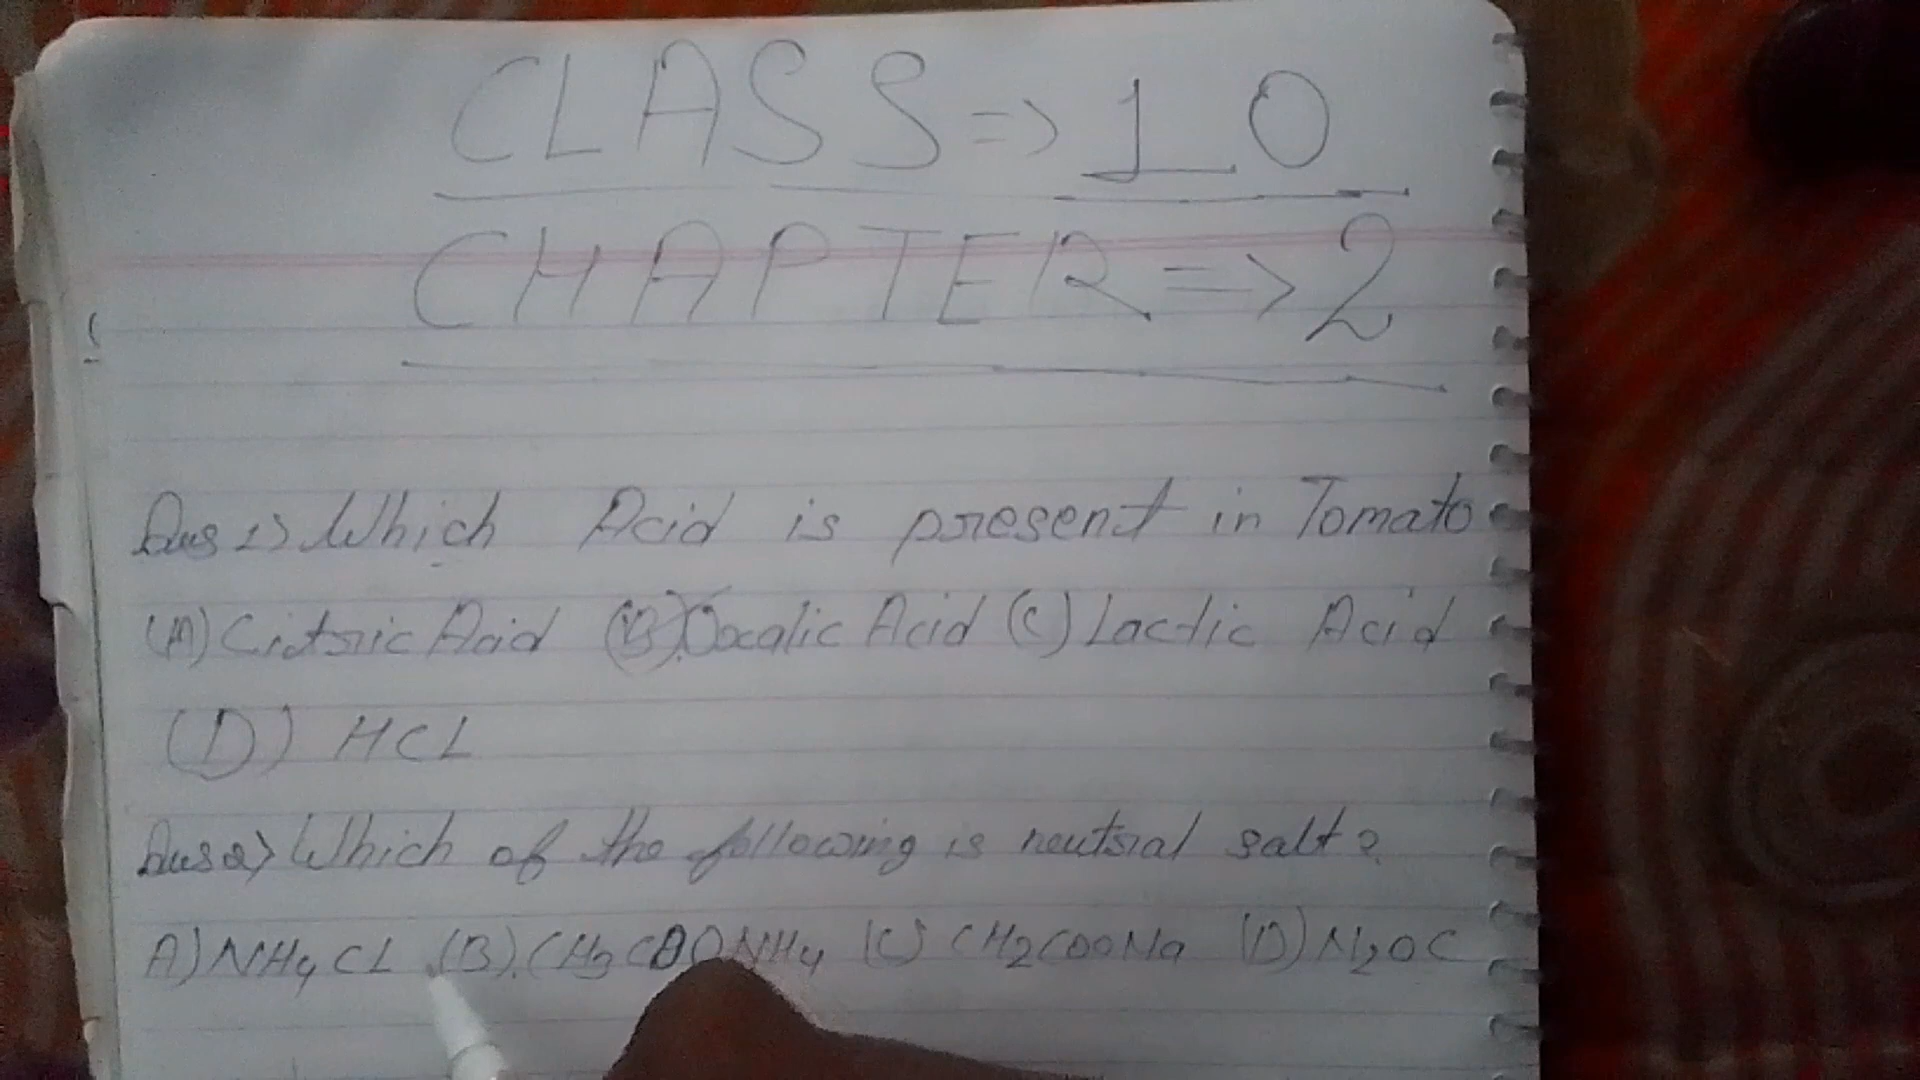 CLASS => 10
CHAPTER => 2
Ques 1) Which Acid is present in Tomato
(A) Citric Acid (B) Oxalic Acid (C) Lactic Acid
(D) HCL
Ques 2) Which of the following is neutral salt?
A) NH4CL (B). CH3COONH4 (C) CH2COONa (D) N2OC